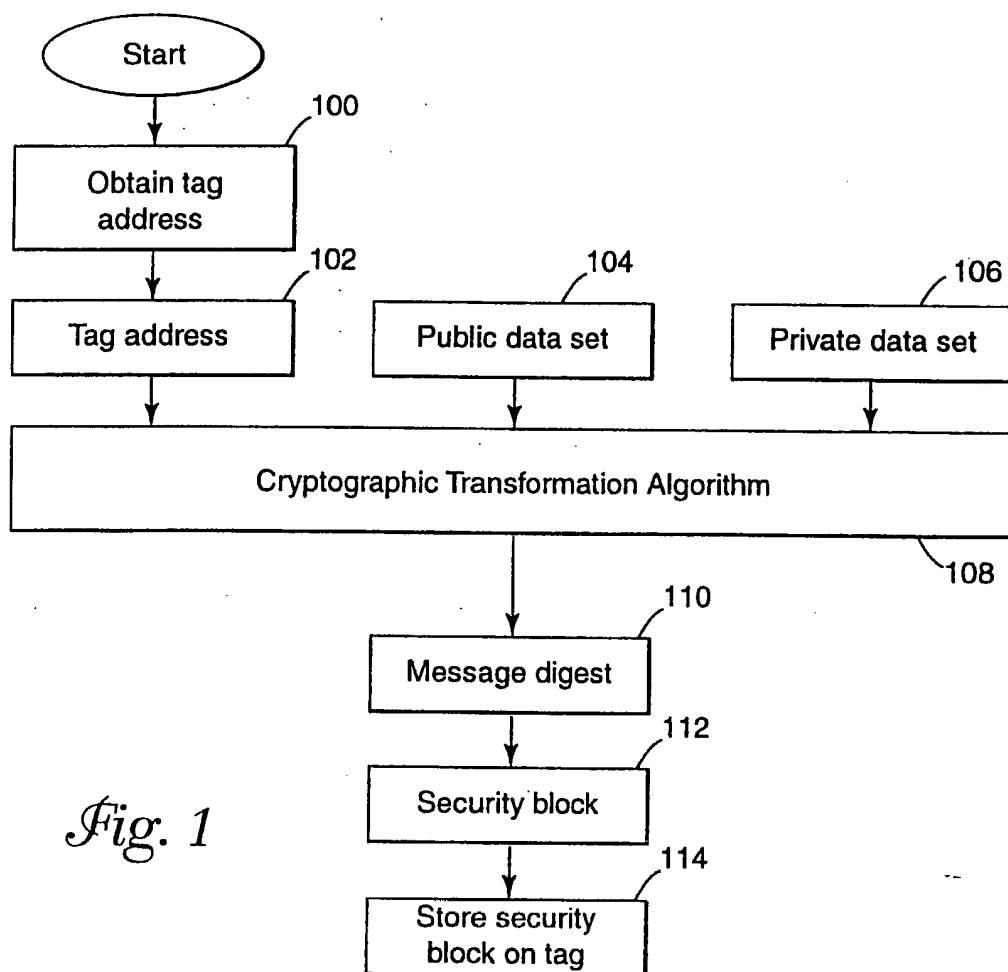 Start
100
Obtain tag
address
102
104
106
Tag address
Public data set
Private data set
Cryptographic Transformation Algorithm
108
110
Message digest
112
Security block
Fig. 1
114
Store security
block on tag